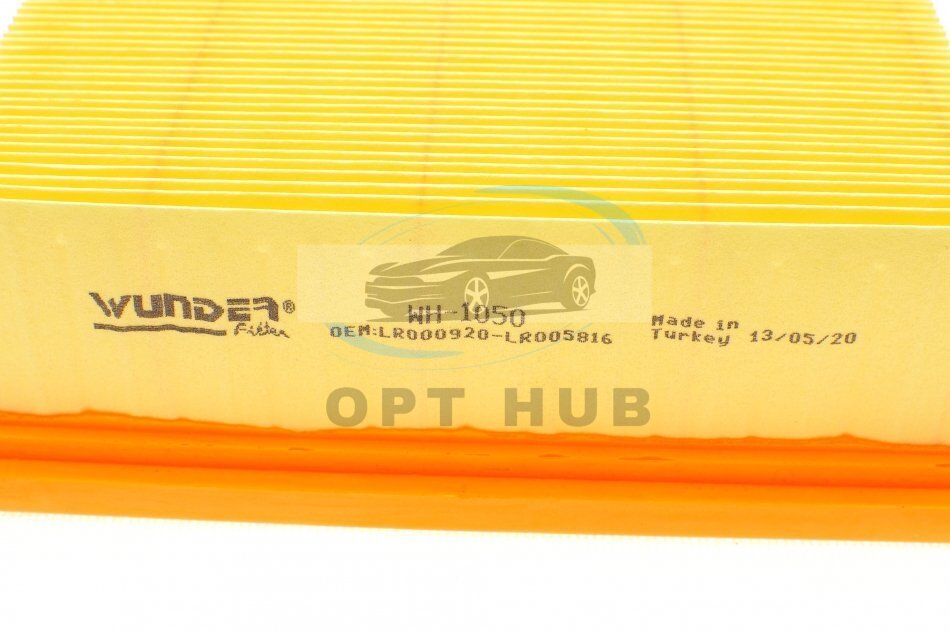 WUNDER®
Filter
WH-1050
OEM:LR000920-LR005816
Made in
Turkey 13/05/20
OPT HUB